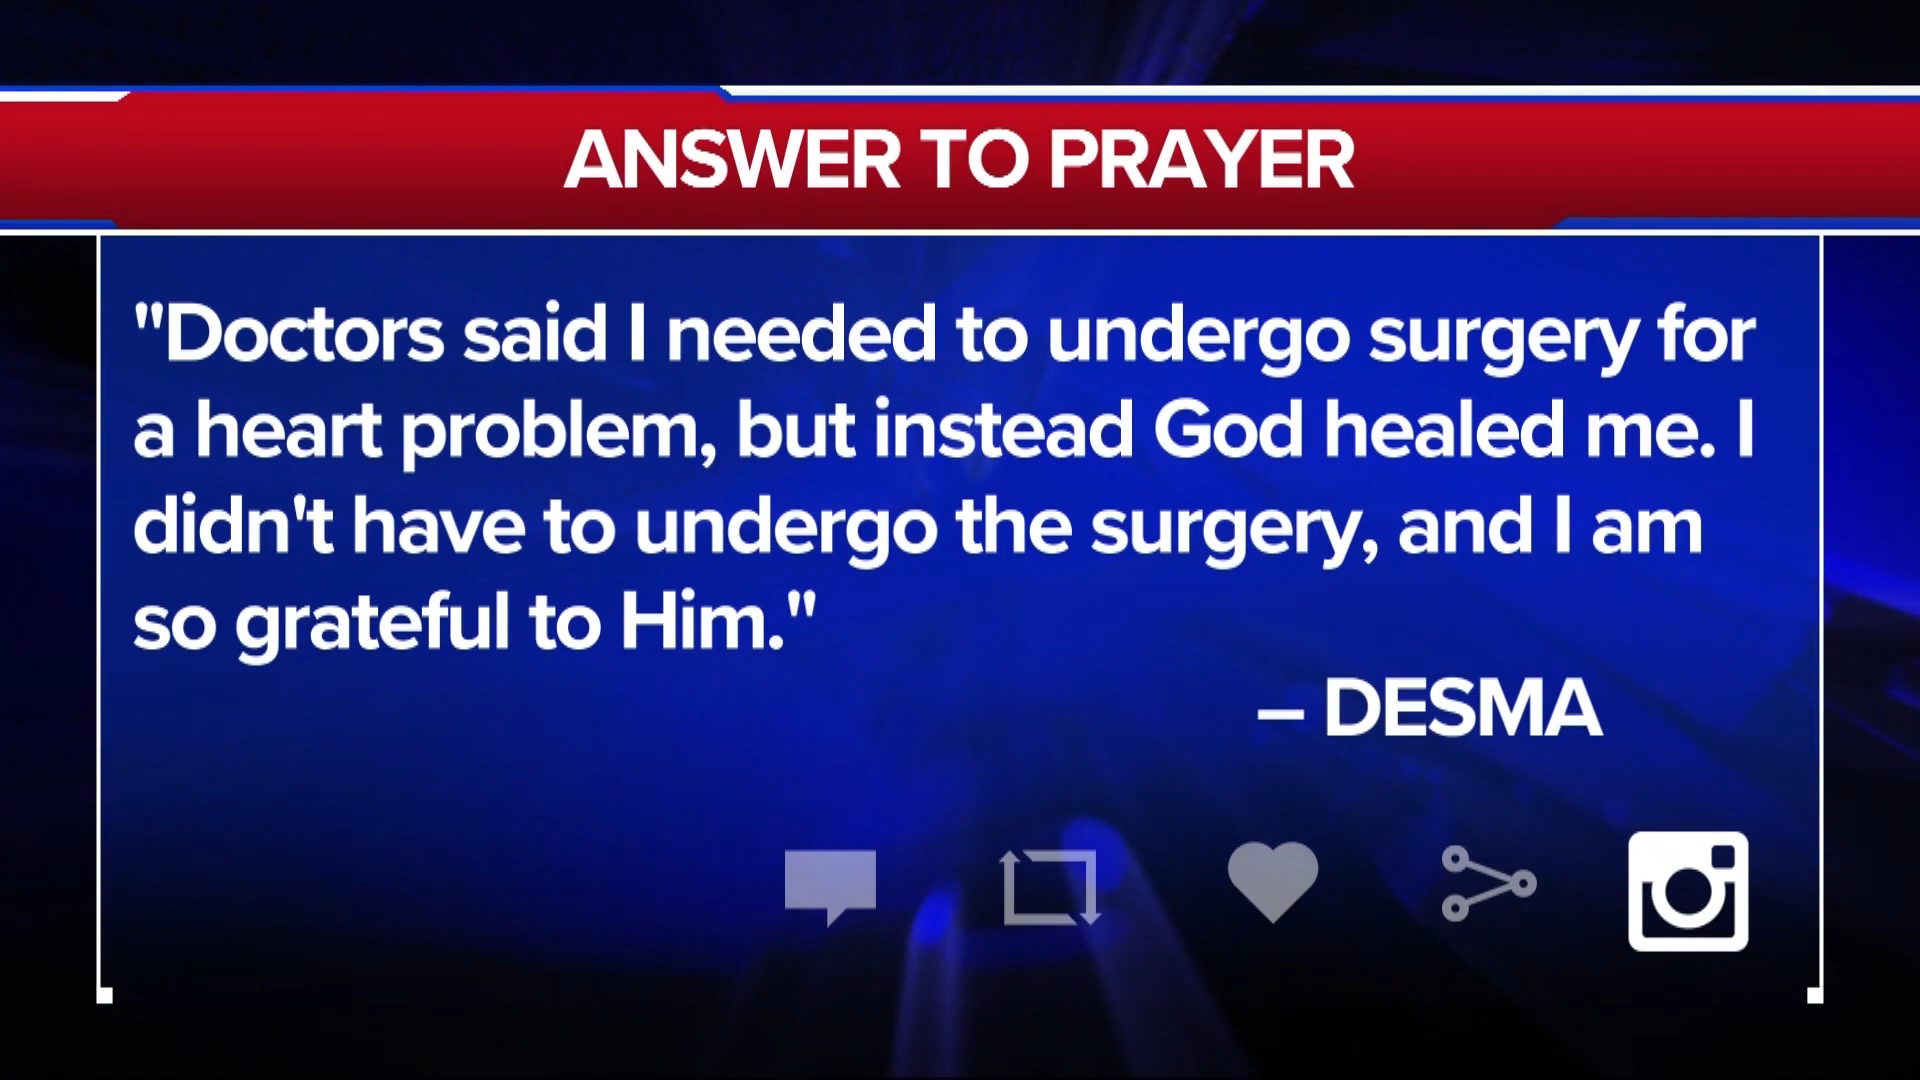 ANSWER TO PRAYER
"Doctors said I needed to undergo surgery for
a heart problem, but instead God healed me. I
didn't have to undergo the surgery, and I am
so grateful to Him."
– DESMA